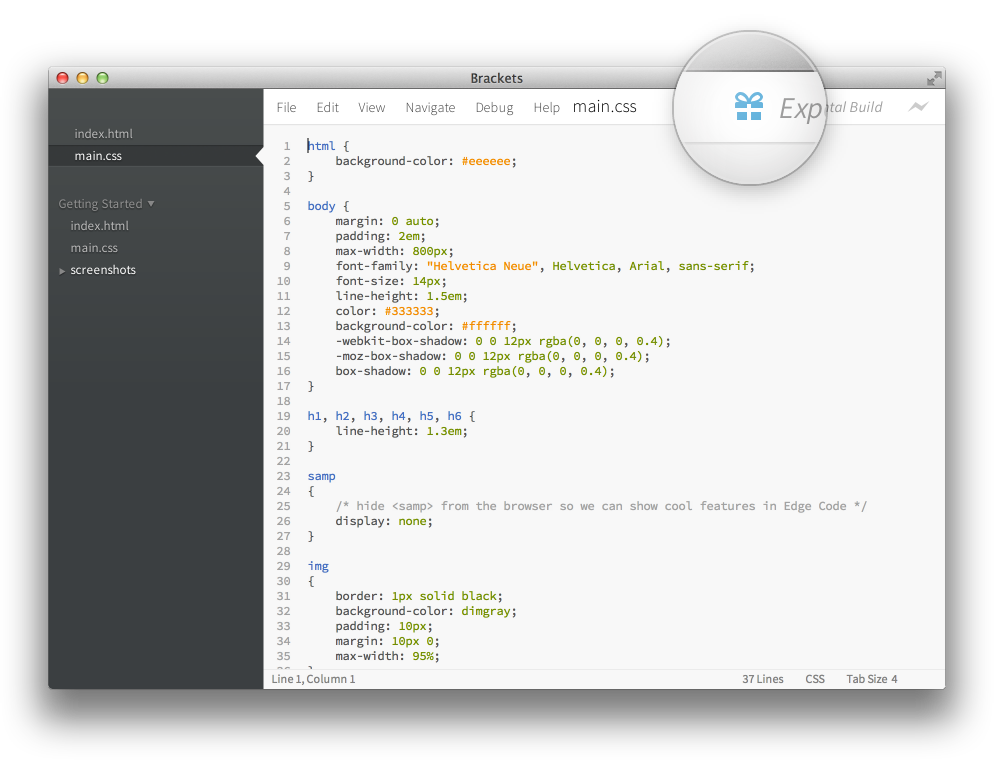 Brackets
File Edit View Navigate Debug Help main.css Exp ntal Build
index.html
main.css
Getting Started
index.html
main.css
screenshots
1 html {
2     background-color: #eeeeee;
3 }
4
5 body {
6     margin: 0 auto;
7     padding: 2em;
8     max-width: 800px;
9     font-family: "Helvetica Neue", Helvetica, Arial, sans-serif;
10     font-size: 14px;
11     line-height: 1.5em;
12     color: #333333;
13     background-color: #ffffff;
14     -webkit-box-shadow: 0 0 12px rgba(0, 0, 0, 0.4);
15     -moz-box-shadow: 0 0 12px rgba(0, 0, 0, 0.4);
16     box-shadow: 0 0 12px rgba(0, 0, 0, 0.4);
17 }
18
19 h1, h2, h3, h4, h5, h6 {
20     line-height: 1.3em;
21 }
22
23 samp
24 {
25     /* hide <samp> from the browser so we can show cool features in Edge Code */
26     display: none;
27 }
28
29 img
30 {
31     border: 1px solid black;
32     background-color: dimgray;
33     padding: 10px;
34     margin: 10px 0;
35     max-width: 95%;
Line 1, Column 1 37 Lines CSS Tab Size 4